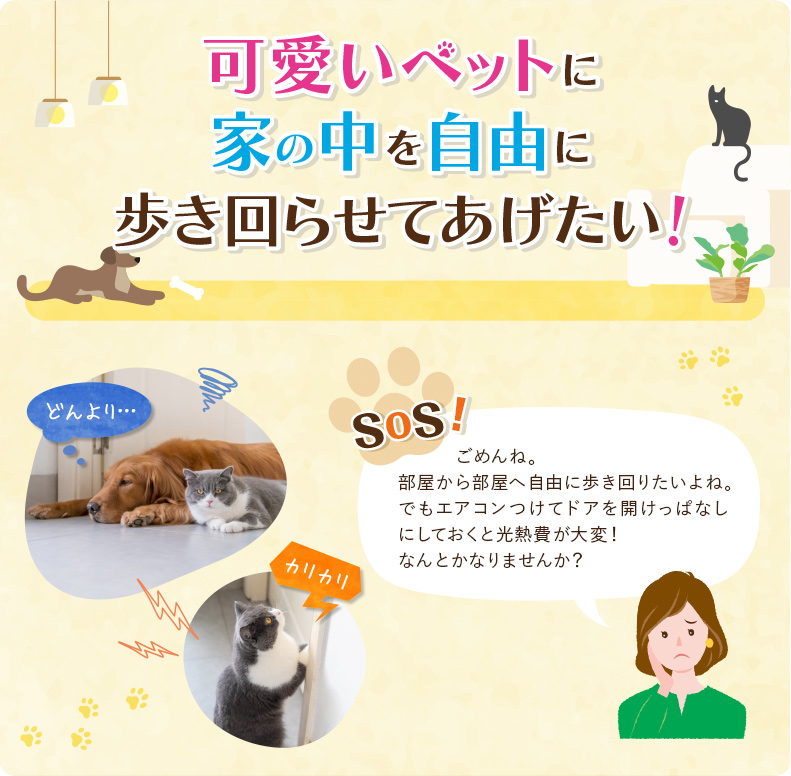 可愛いペットに
家の中を自由に
歩き回らせてあげたい!
どんより…
SOS!
ごめんね。
部屋から部屋へ自由に歩き回りたいよね。
でもエアコンつけてドアを開けっぱなし
にしておくと光熱費が大変!
なんとかなりませんか?
カリカリ